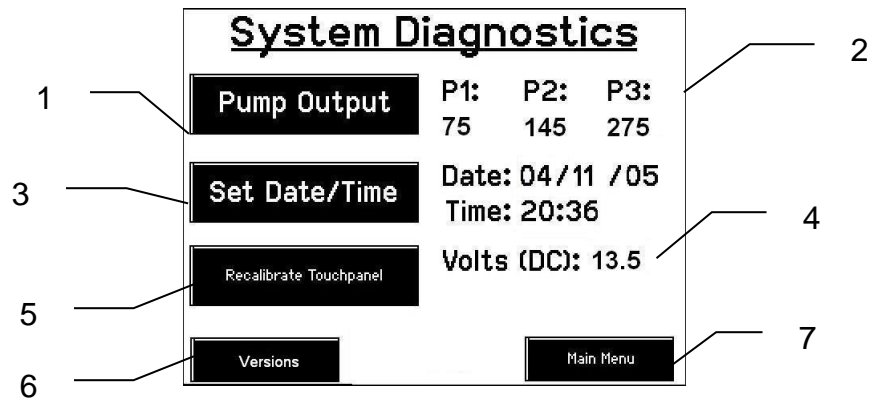 System Diagnostics
1
Pump Output
P1: P2: P3:
75 145 275
2
3
Set Date/Time
Date: 04/11 /05
Time: 20:36
4
5
Recalibrate Touchpanel
Volts (DC): 13.5
6
Versions
Main Menu
7